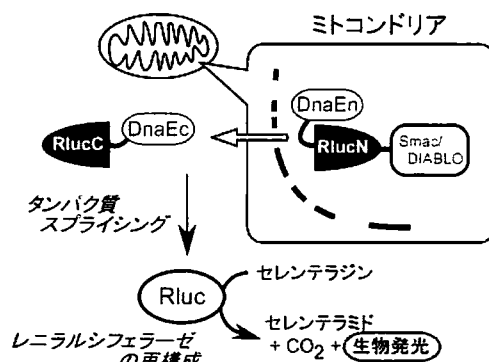 ミトコンドリア
DnaEn
DnaEc
RlucC
RlucN
Smac/
DIABLO
タンパク質
スプライシング
Rluc
セレンテラジン
セレンテラミド
+ CO2 + 生物発光
レニラルシフェラーゼ
の再構成